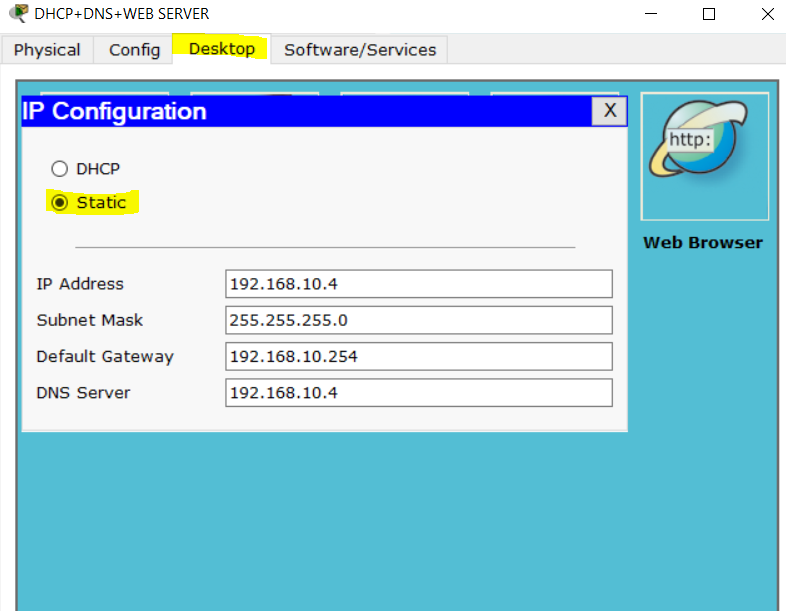 DHCP+DNS+WEB SERVER
Physical Config Desktop Software/Services
IP Configuration X
http:
DHCP
Static
Web Browser
IP Address 192.168.10.4
Subnet Mask 255.255.255.0
Default Gateway 192.168.10.254
DNS Server 192.168.10.4